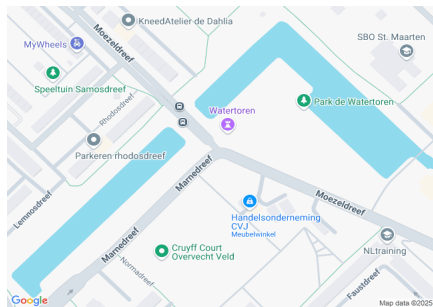 KneedAtelier de Dahlia
Moezeldreef
SBO St. Maarten
MyWheels
Speeltuin Samosdreef
Rhodosdreef
Watertoren
Park de Watertoren
Parkeren rhodosdreef
Marnedreef
Moezeldreef
Lemnosdreef
Handelsonderneming
CVJ
Meubelwinkel
Marnedreef
Cruyff Court
Overvecht Veld
NLtraining
Normadreef
Faustdreef
Google
Map data ©2025